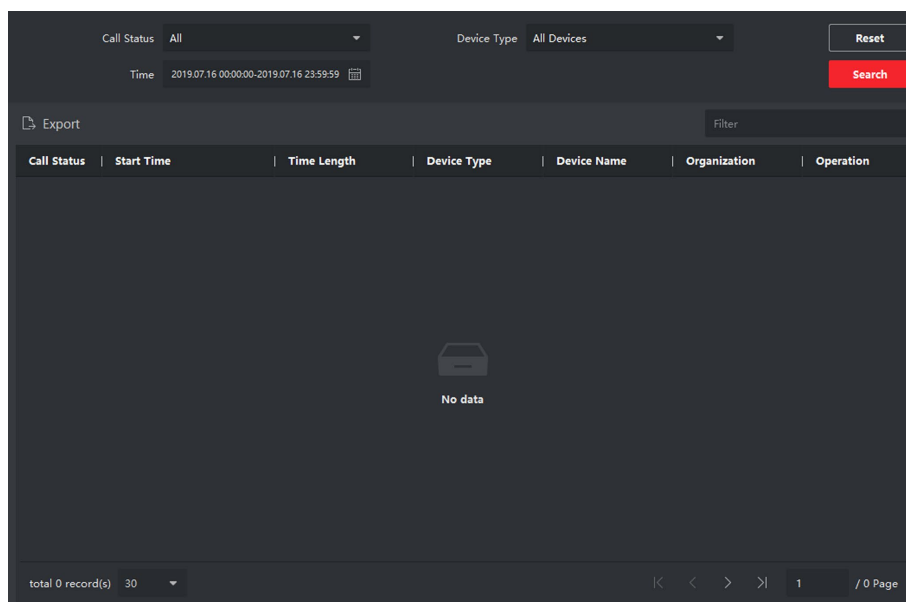 Call Status All Device Type All Devices Reset
Time 2019.07.16 00:00:00-2019.07.16 23:59:59 Search
Export Filter
Call Status | Start Time | Time Length | Device Type | Device Name | Organization | Operation
No data
total 0 record(s) 30 1 / 0 Page